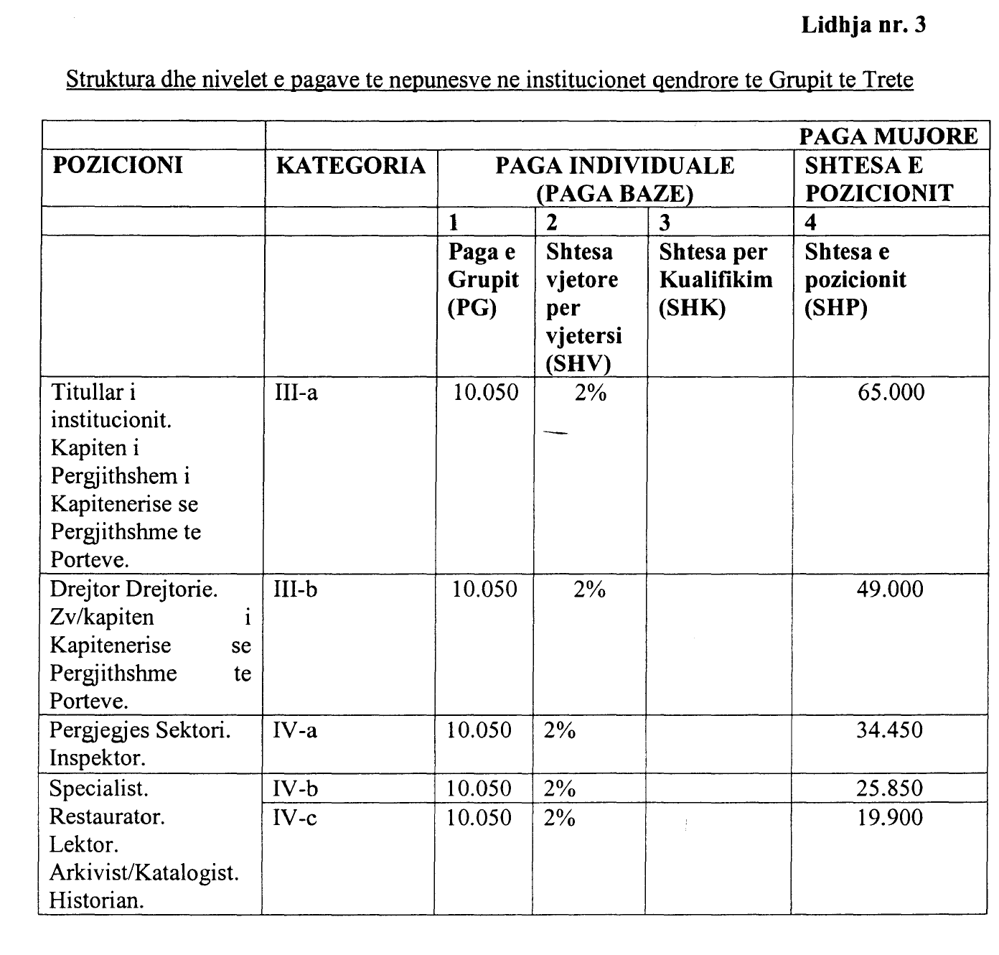 Lidhja nr. 3
Struktura dhe nivelet e pagave te nepunesve ne institucionet qendrore te Grupit te Trete
PAGA MUJORE
POZICIONI KATEGORIA PAGA INDIVIDUALE SHTESA E
(PAGA BAZE) POZICIONIT
1 2 3 4
Paga e Shtesa Shtesa per Shtesa e
Grupit vjetore Kualifikim pozicionit
(PG) per (SHK) (SHP)
vjetersi
(SHV)
Titullar i III-a 10.050 2% 65.000
institucionit.
Kapiten i
Pergjithshem i
Kapitenerise se
Pergjithshme te
Porteve.
Drejtor Drejtorie. III-b 10.050 2% 49.000
Zv/kapiten i
Kapitenerise se
Pergjithshme te
Porteve.
Pergjegjes Sektori. IV-a 10.050 2% 34.450
Inspektor.
Specialist. IV-b 10.050 2% 25.850
Restaurator. IV-c 10.050 2% 19.900
Lektor.
Arkivist/Katalogist.
Historian.